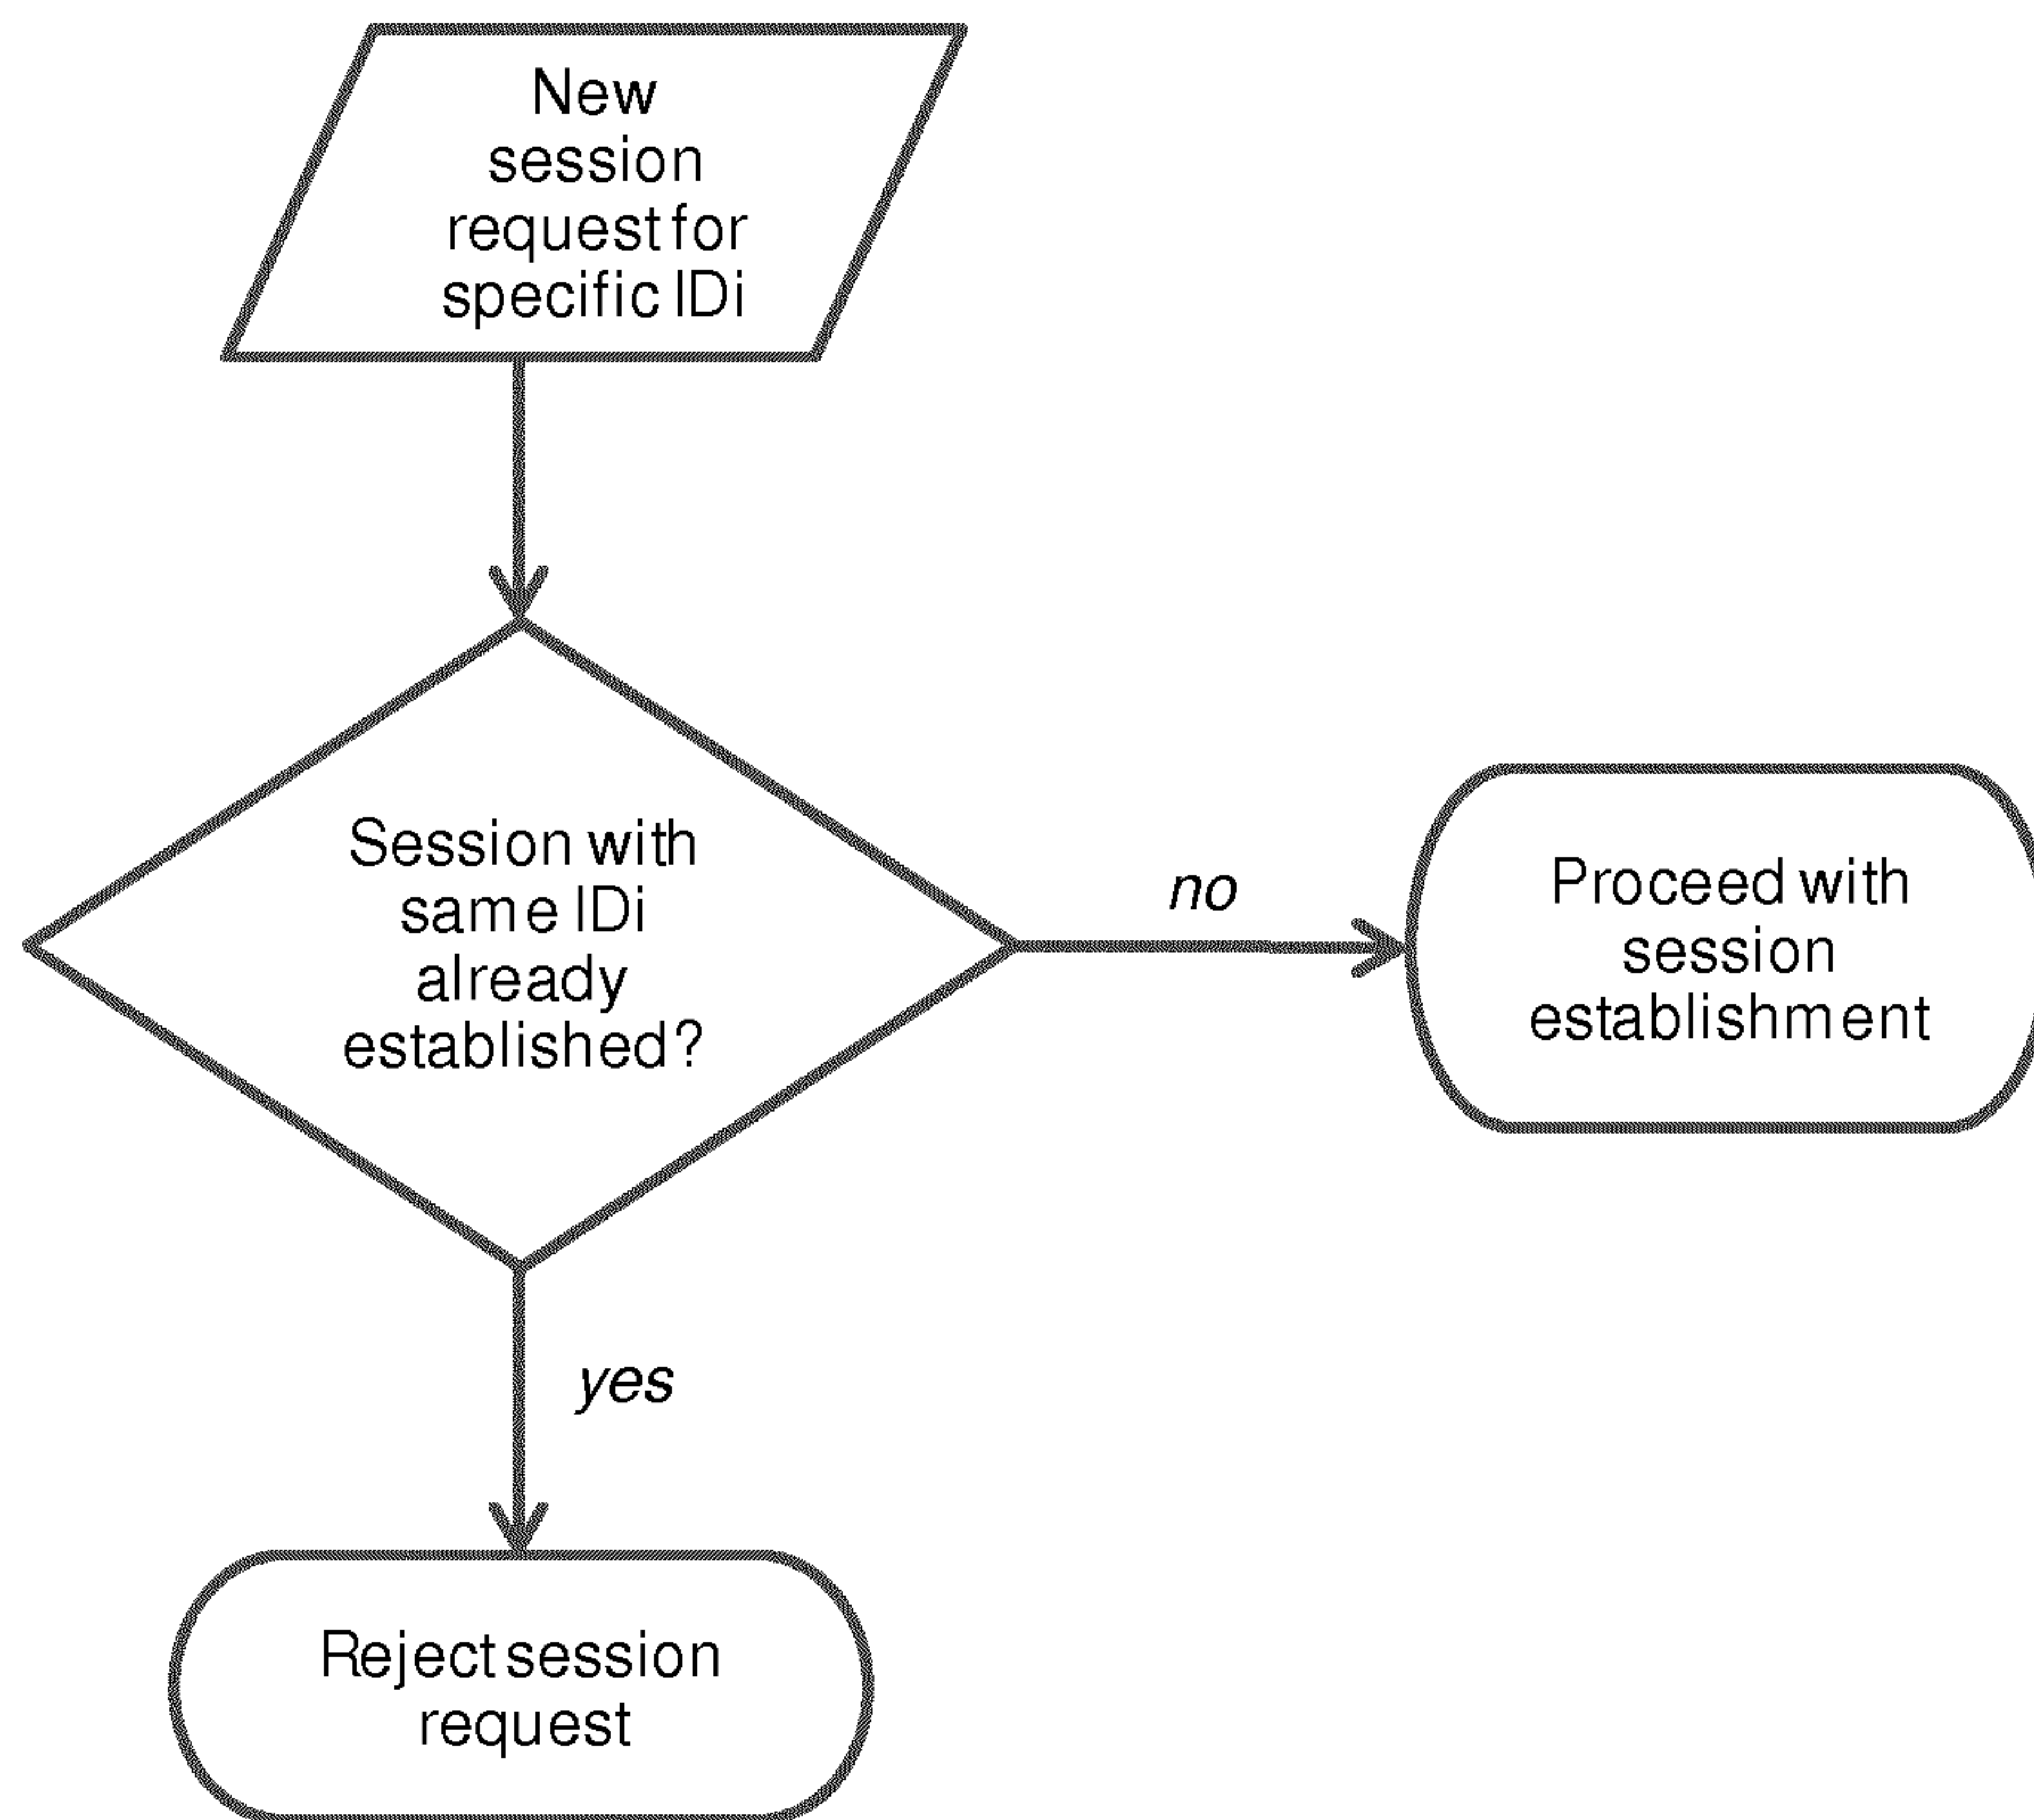 New
session
request for
specific IDi
Session with
same IDi
already
established?
no
Proceed with
session
establishment
yes
Reject session
request